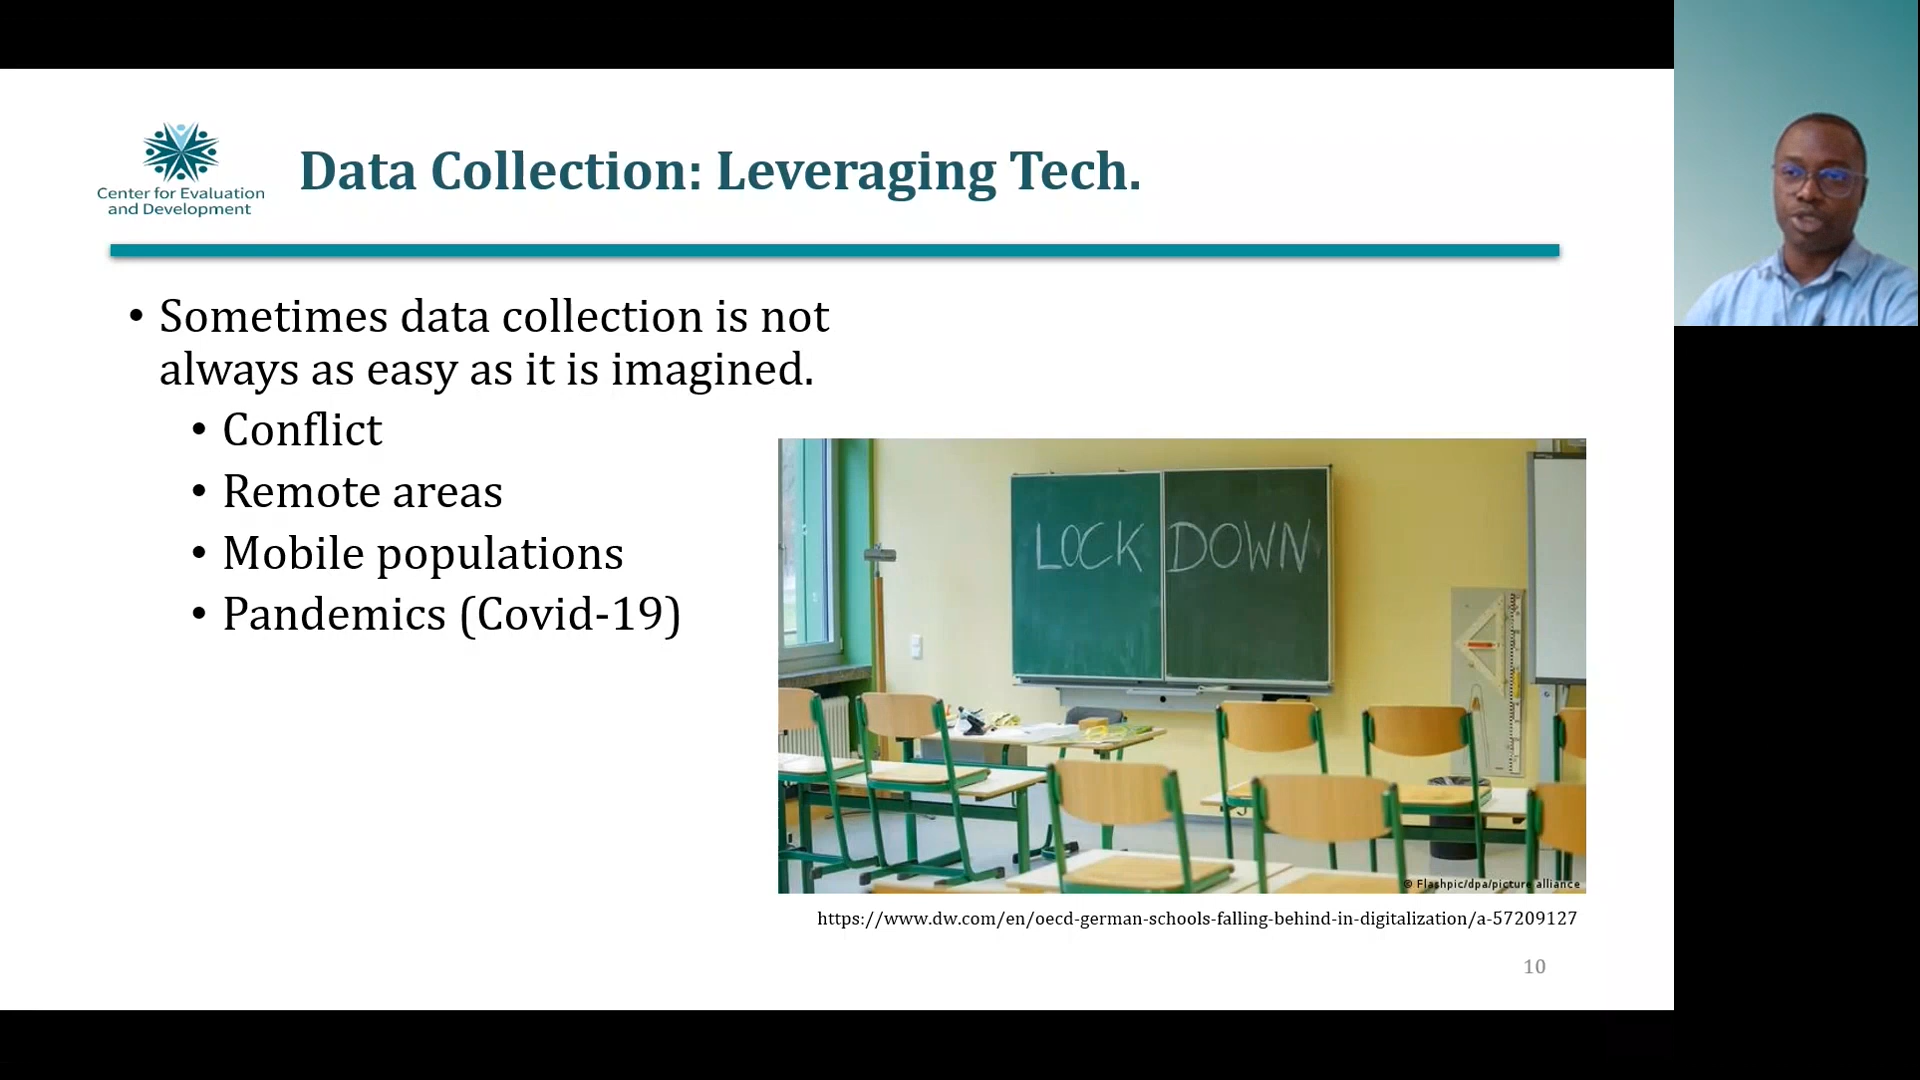 Center for Evaluation
and Development
Data Collection: Leveraging Tech.
• Sometimes data collection is not
always as easy as it is imagined.
• Conflict
• Remote areas
• Mobile populations
• Pandemics (Covid-19)
LOCK DOWN
© Flashpic/dpa/picture alliance
https://www.dw.com/en/oecd-german-schools-falling-behind-in-digitalization/a-57209127
10